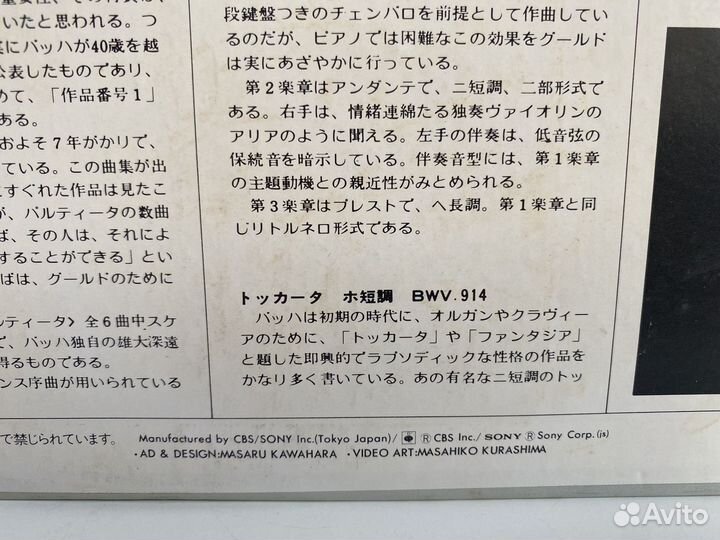 いたと思われる。つ
実にバッハが40歳を越
公表したものであり、
めて、「作品番号1」
ある。
およそ7年がかりで、
ている。この曲集が出
にすぐれた作品は見たこ
が、パルティータの数曲
ば、その人は、それによ
することができる」とい
ばは、グールドのために
ルティータ〉全6曲中スケ
で、バッハ独自の雄大深遠
得るものである。
ンス序曲が用いられている
段鍵盤つきのチェンバロを前提として作曲してい
るのだが、ピアノでは困難なこの効果をグールド
は実にあざやかに行っている。
第2楽章はアンダンテで、ニ短調、二部形式であ
る。右手は、情緒連綿たる独奏ヴァイオリンの
アリアのように聞える。左手の伴奏は、低音弦の
保続音を暗示している。伴奏音型には、第1楽章
の主題動機との親近性がみとめられる。
第3楽章はプレストで、ヘ長調。第1楽章と同
じリトルネロ形式である。
トッカータ ホ短調 BWV.914
バッハは初期の時代に、オルガンやクラヴィー
アのために、「トッカータ」や「ファンタジア」
と題した即興的でラプソディックな性格の作品を
かなり多く書いている。あの有名なニ短調のトッ
で禁じられています。
Manufactured by CBS/SONY Inc.(Tokyo Japan)/ ® CBS Inc./ SONY ® Sony Corp.(is)
・AD & DESIGN:MASARU KAWAHARA ・VIDEO ART:MASAHIKO KURASHIMA
Avito